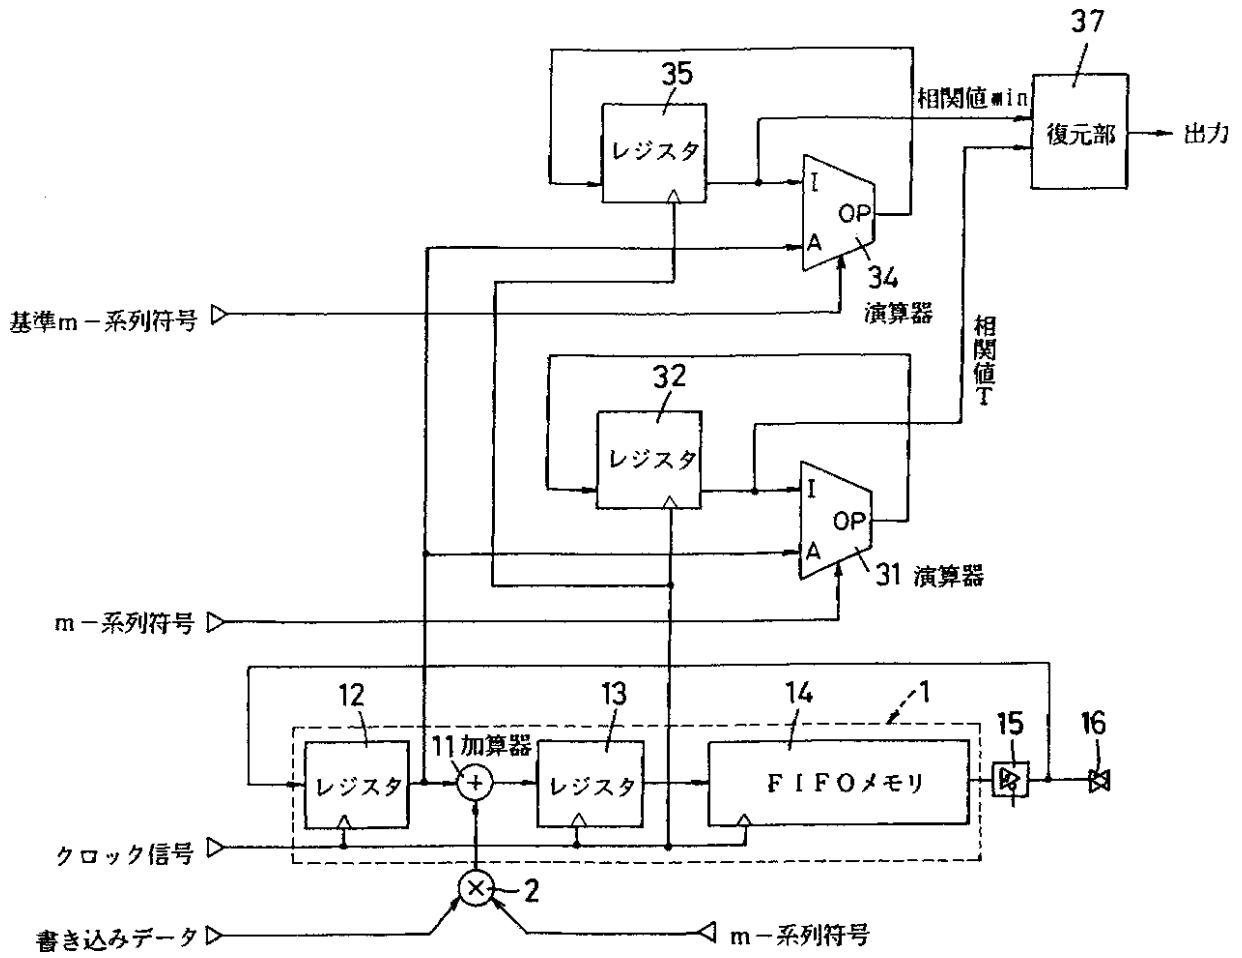 37
35
相関値min
レジスタ
復元部
出力
I
OP
A
34
演算器
基準m-系列符号
相関値T
32
レジスタ
I
OP
A
31 演算器
m-系列符号
12
13
14
1
15
16
11 加算器
レジスタ
+
レジスタ
FIFOメモリ
クロック信号
×
2
書き込みデータ
m-系列符号